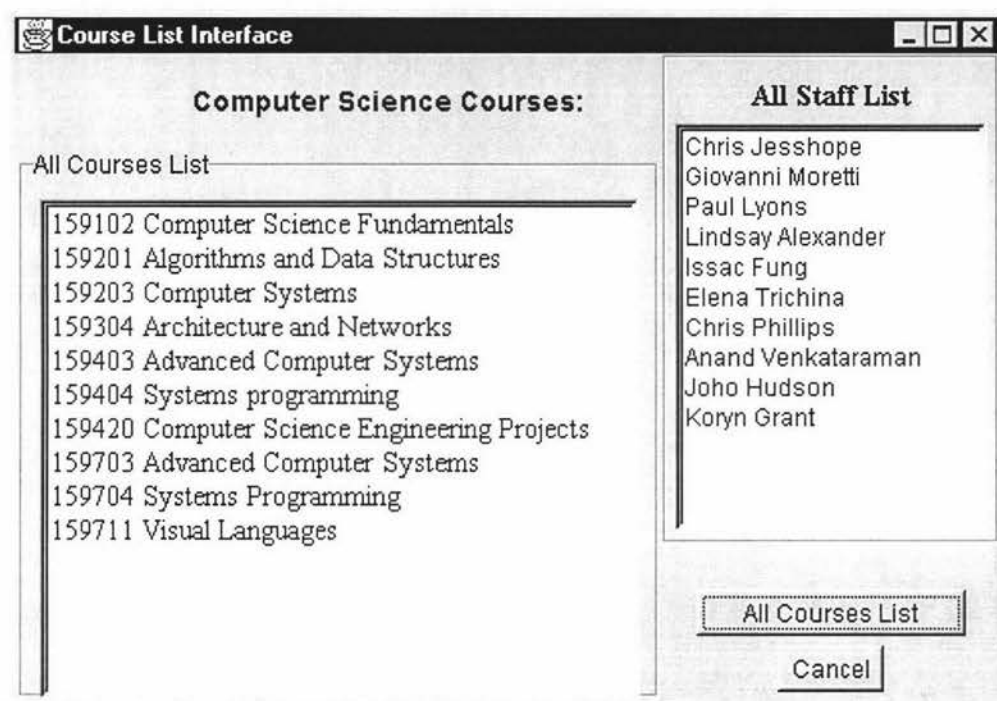 Course List Interface
Computer Science Courses:
All Courses List
159102 Computer Science Fundamentals
159201 Algorithms and Data Structures
159203 Computer Systems
159304 Architecture and Networks
159403 Advanced Computer Systems
159404 Systems programming
159420 Computer Science Engineering Projects
159703 Advanced Computer Systems
159704 Systems Programming
159711 Visual Languages
All Staff List
Chris Jesshope
Giovanni Moretti
Paul Lyons
Lindsay Alexander
Issac Fung
Elena Trichina
Chris Phillips
Anand Venkataraman
Joho Hudson
Koryn Grant
All Courses List
Cancel